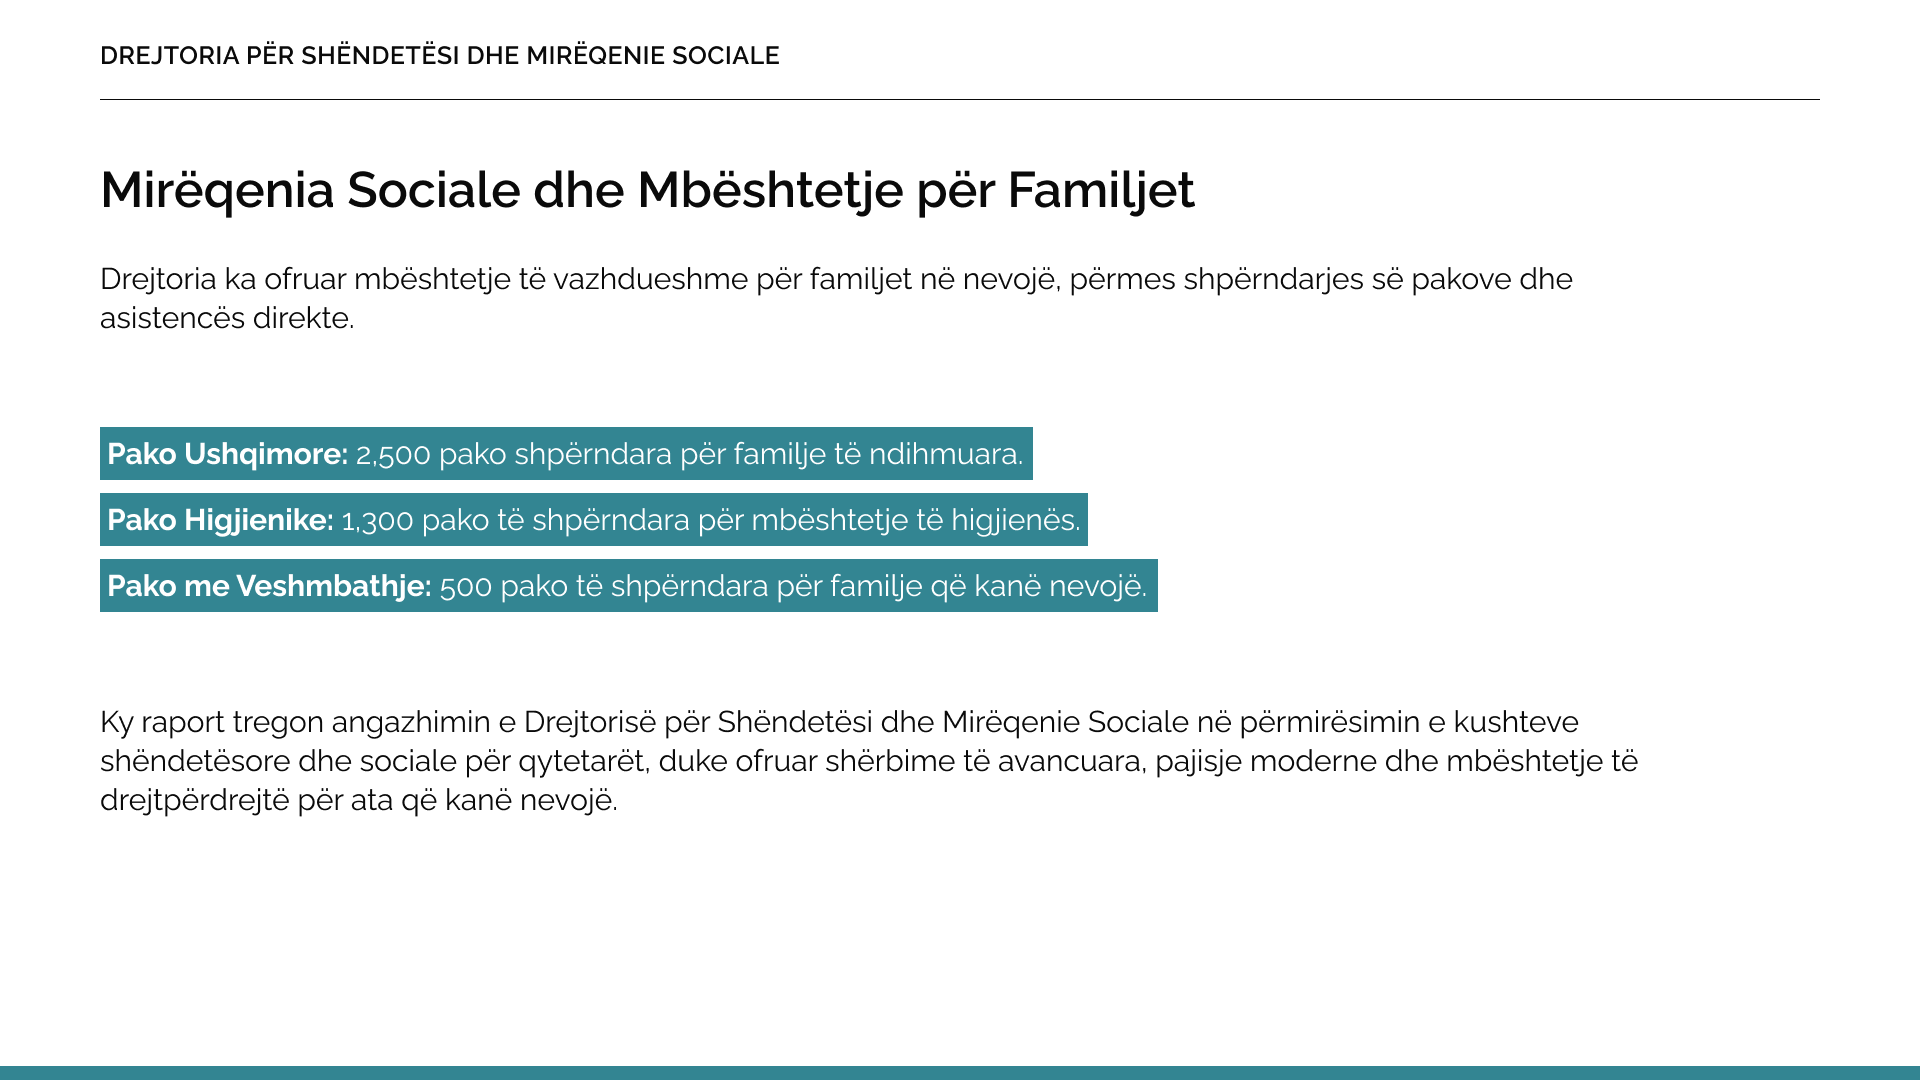 DREJTORIA PËR SHËNDETËSI DHE MIRËQENIE SOCIALE
Mirëqenia Sociale dhe Mbështetje për Familjet
Drejtoria ka ofruar mbështetje të vazhdueshme për familjet në nevojë, përmes shpërndarjes së pakove dhe
asistencës direkte.
Pako Ushqimore: 2,500 pako shpërndara për familje të ndihmuara.
Pako Higjienike: 1,300 pako të shpërndara për mbështetje të higjienës.
Pako me Veshmbathje: 500 pako të shpërndara për familje që kanë nevojë.
Ky raport tregon angazhimin e Drejtorisë për Shëndetësi dhe Mirëqenie Sociale në përmirësimin e kushteve
shëndetësore dhe sociale për qytetarët, duke ofruar shërbime të avancuara, pajisje moderne dhe mbështetje të
drejtpërdrejtë për ata që kanë nevojë.